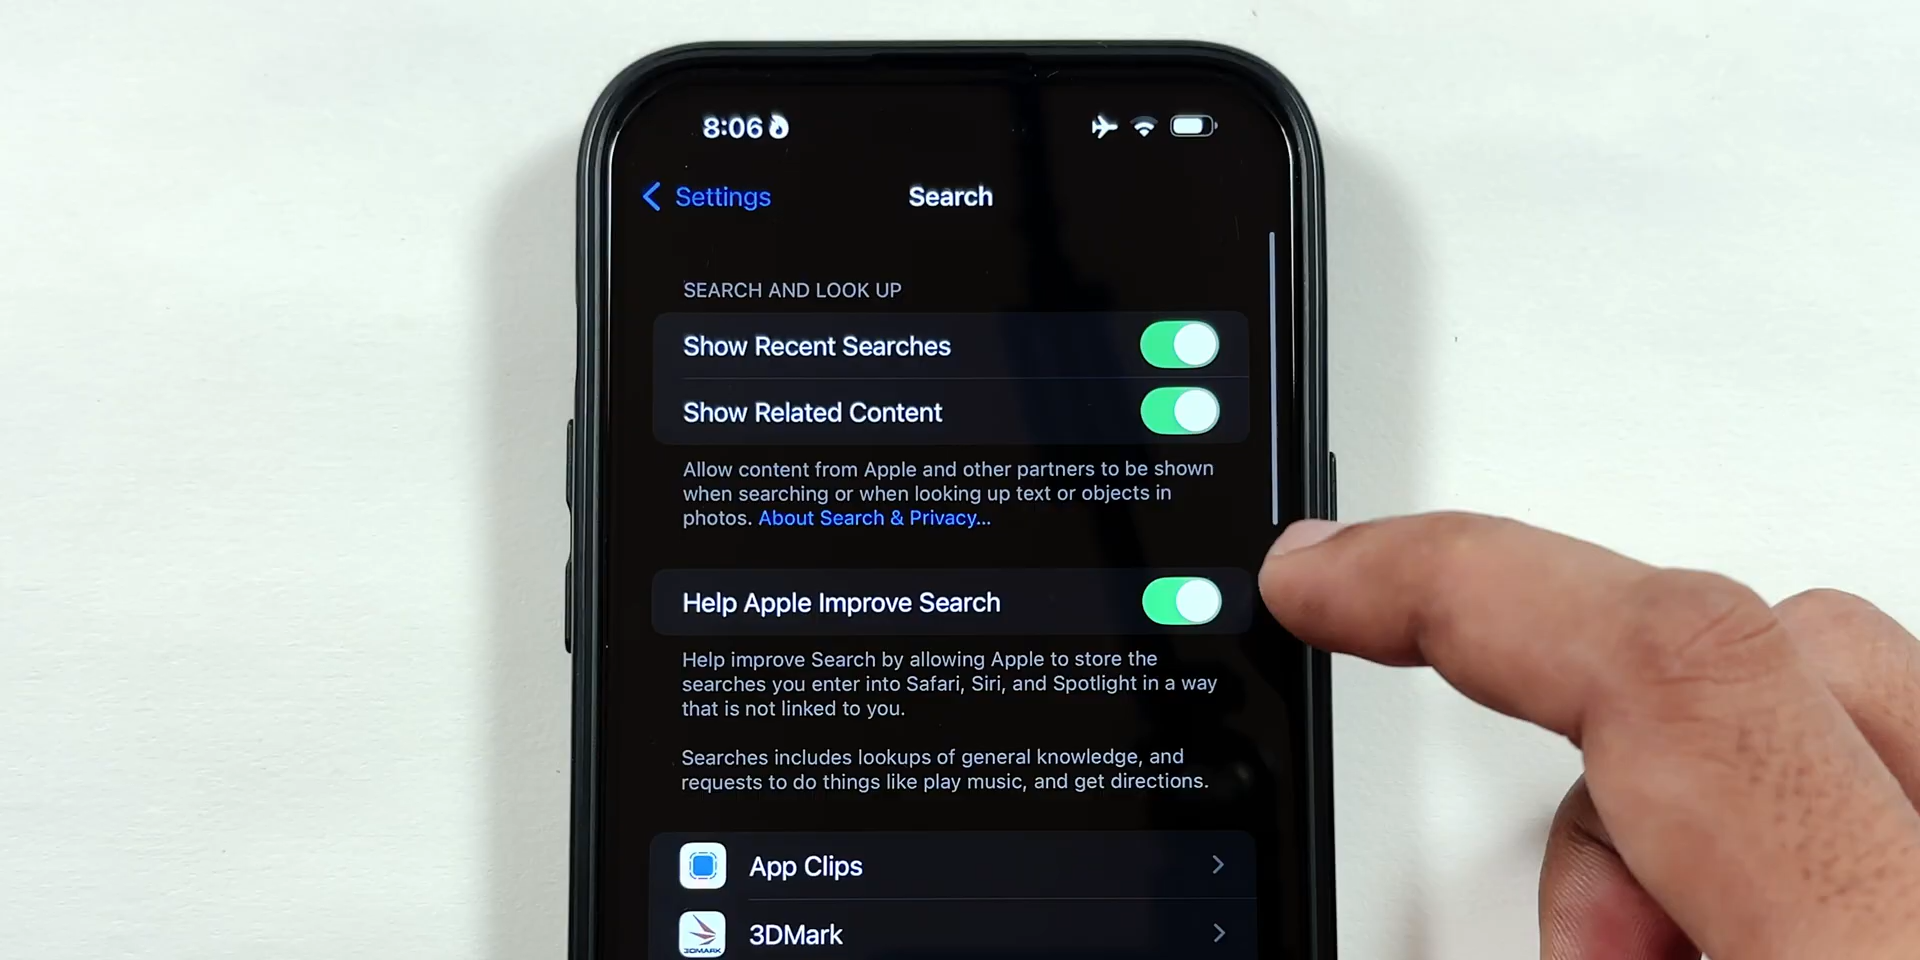 8:06
Settings
Search
SEARCH AND LOOK UP
Show Recent Searches
Show Related Content
Allow content from Apple and other partners to be shown
when searching or when looking up text or objects in
photos. About Search & Privacy...
Help Apple Improve Search
Help improve Search by allowing Apple to store the
searches you enter into Safari, Siri, and Spotlight in a way
that is not linked to you.
Searches includes lookups of general knowledge, and
requests to do things like play music, and get directions.
App Clips
3DMark
3DMARK